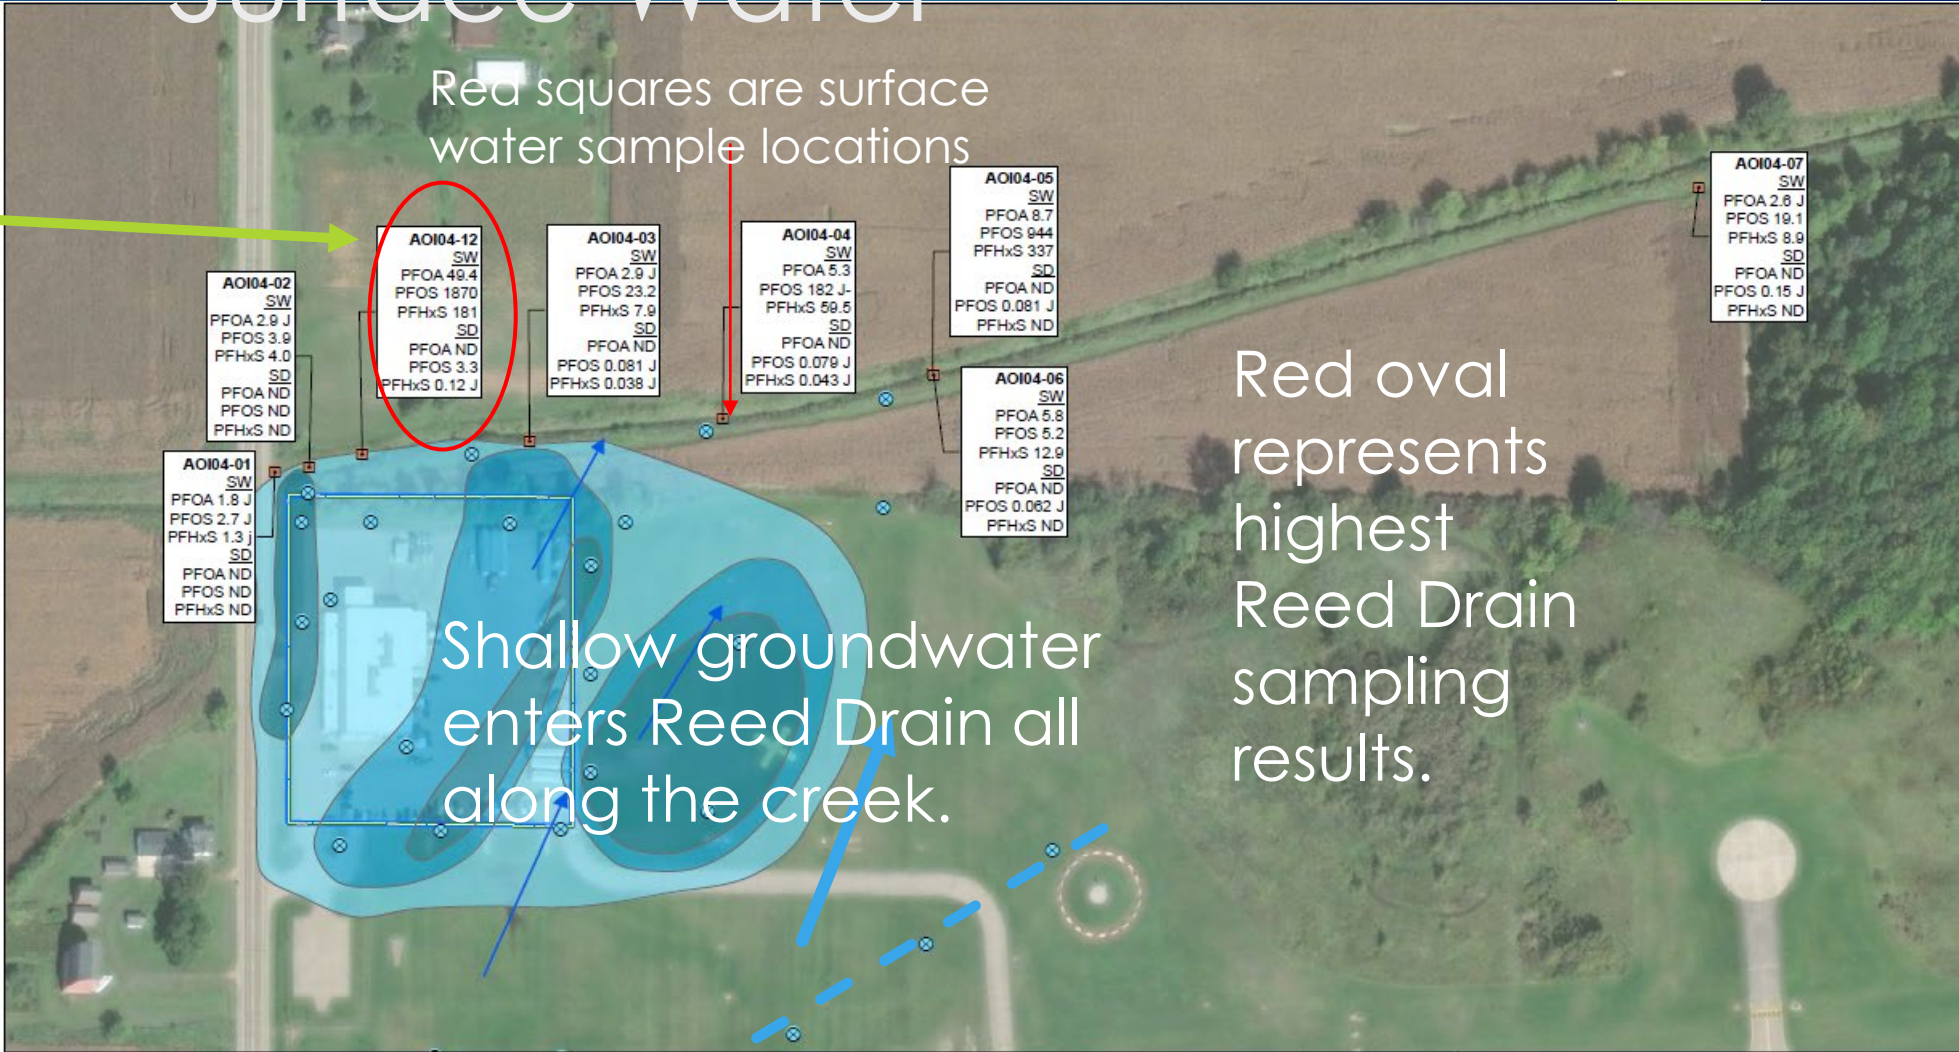 Surface Water
Red squares are surface
water sample locations
AOI04-01
SW
PFOA 1.8 J
PFOS 2.7 J
PFHxS 1.3 j
SD
PFOA ND
PFOS ND
PFHxS ND
AOI04-02
SW
PFOA 2.9 J
PFOS 3.9
PFHxS 4.0
SD
PFOA ND
PFOS ND
PFHxS ND
AOI04-12
SW
PFOA 49.4
PFOS 1870
PFHxS 181
SD
PFOA ND
PFOS 3.3
PFHxS 0.12 J
AOI04-03
SW
PFOA 2.9 J
PFOS 23.2
PFHxS 7.9
SD
PFOA ND
PFOS 0.081 J
PFHxS 0.038 J
AOI04-04
SW
PFOA 5.3
PFOS 182 J-
PFHxS 59.5
SD
PFOA ND
PFOS 0.079 J
PFHxS 0.043 J
AOI04-05
SW
PFOA 8.7
PFOS 944
PFHxS 337
SD
PFOA ND
PFOS 0.081 J
PFHxS ND
AOI04-06
SW
PFOA 5.8
PFOS 5.2
PFHxS 12.9
SD
PFOA ND
PFOS 0.062 J
PFHxS ND
AOI04-07
SW
PFOA 2.6 J
PFOS 19.1
PFHxS 8.9
SD
PFOA ND
PFOS 0.15 J
PFHxS ND
Shallow groundwater
enters Reed Drain all
along the creek.
Red oval
represents
highest
Reed Drain
sampling
results.